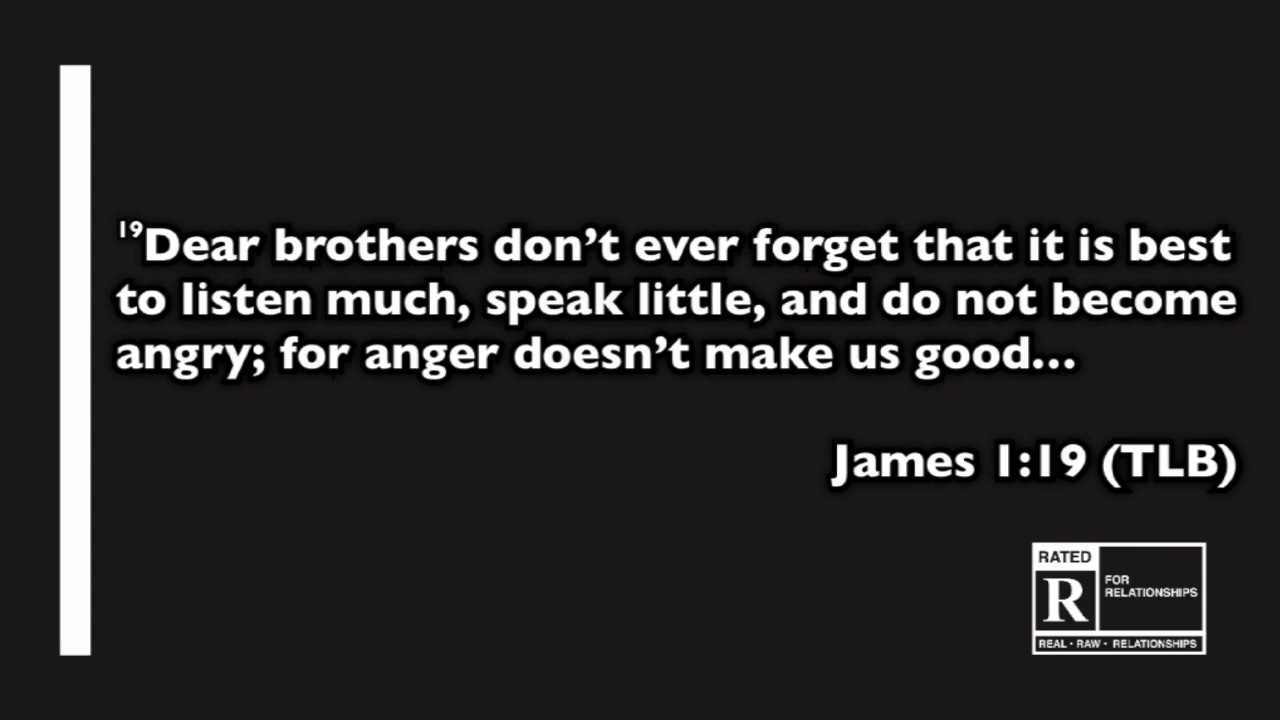 ¹⁹Dear brothers don’t ever forget that it is best
to listen much, speak little, and do not become
angry; for anger doesn’t make us good...
James 1:19 (TLB)
RATED
R
FOR
RELATIONSHIPS
REAL • RAW • RELATIONSHIPS